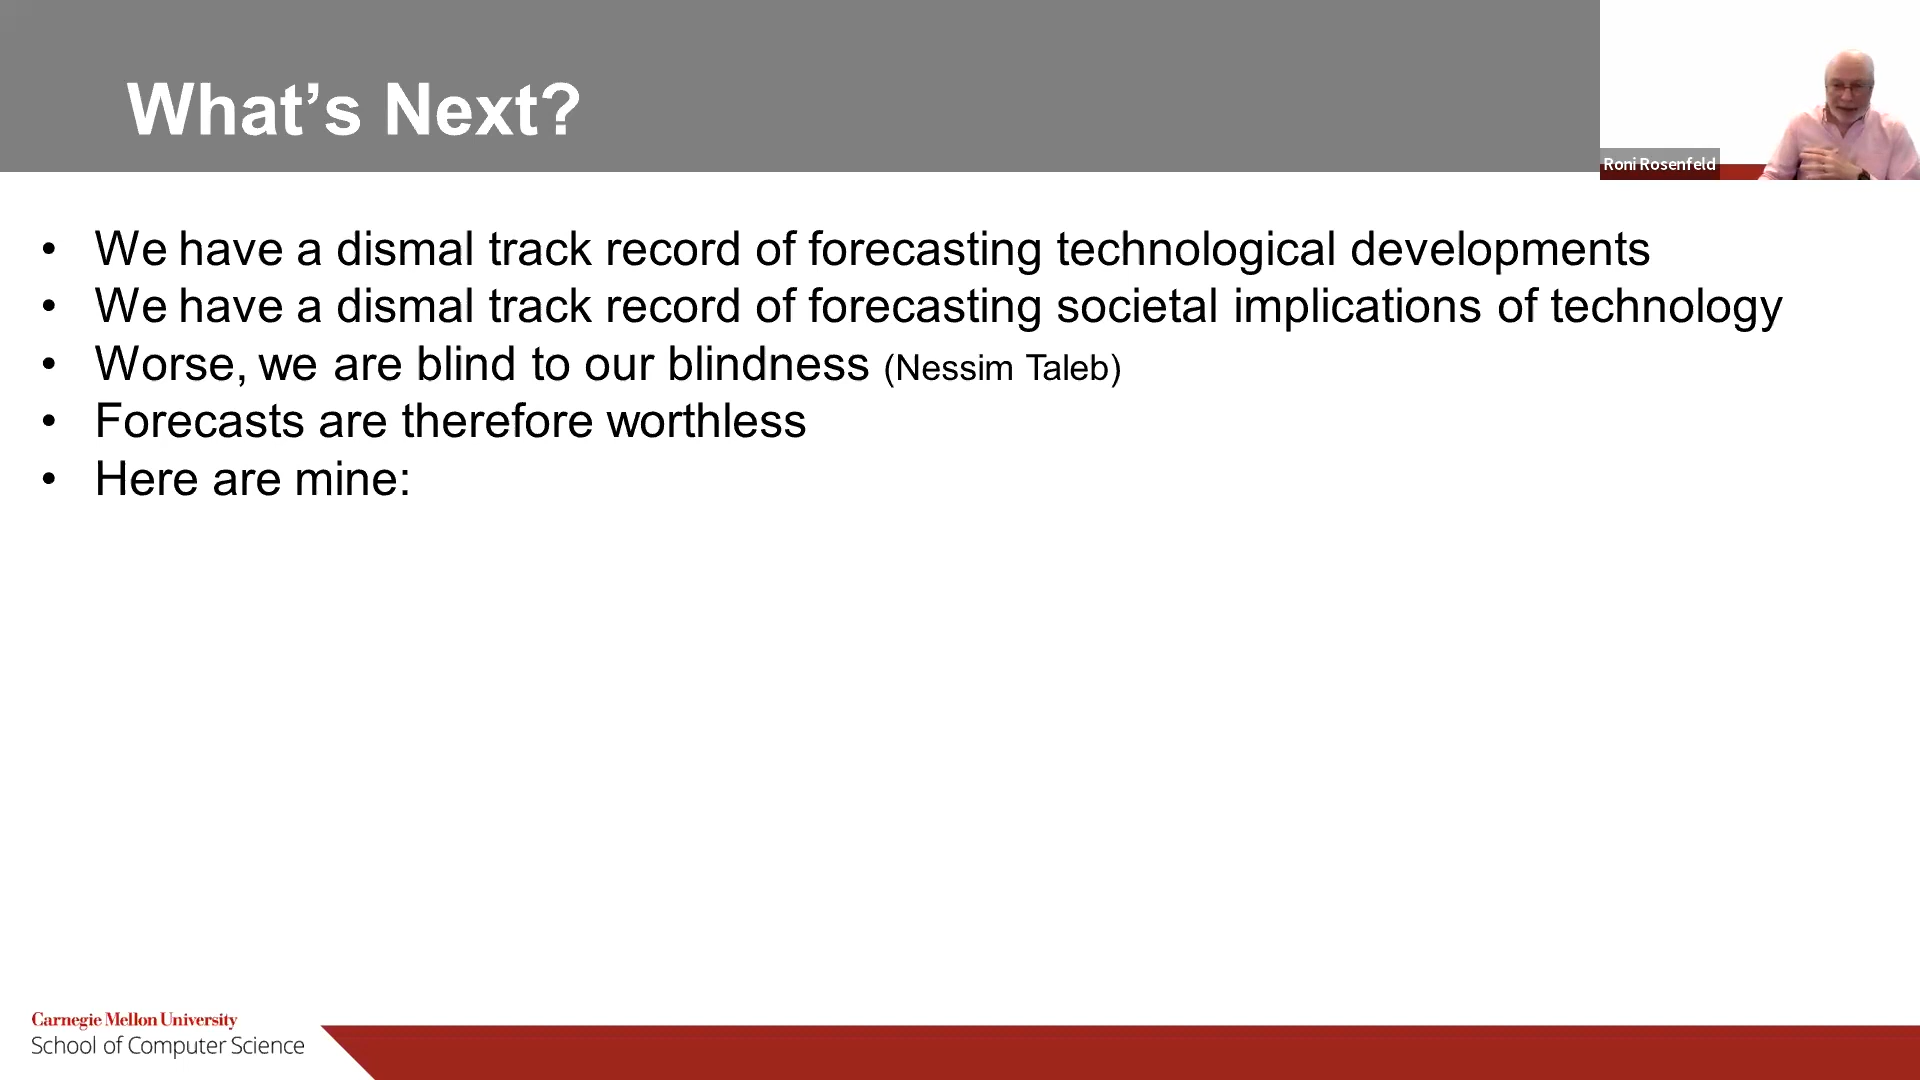 What’s Next?
Roni Rosenfeld
• We have a dismal track record of forecasting technological developments
• We have a dismal track record of forecasting societal implications of technology
• Worse, we are blind to our blindness (Nessim Taleb)
• Forecasts are therefore worthless
• Here are mine:
Carnegie Mellon University
School of Computer Science